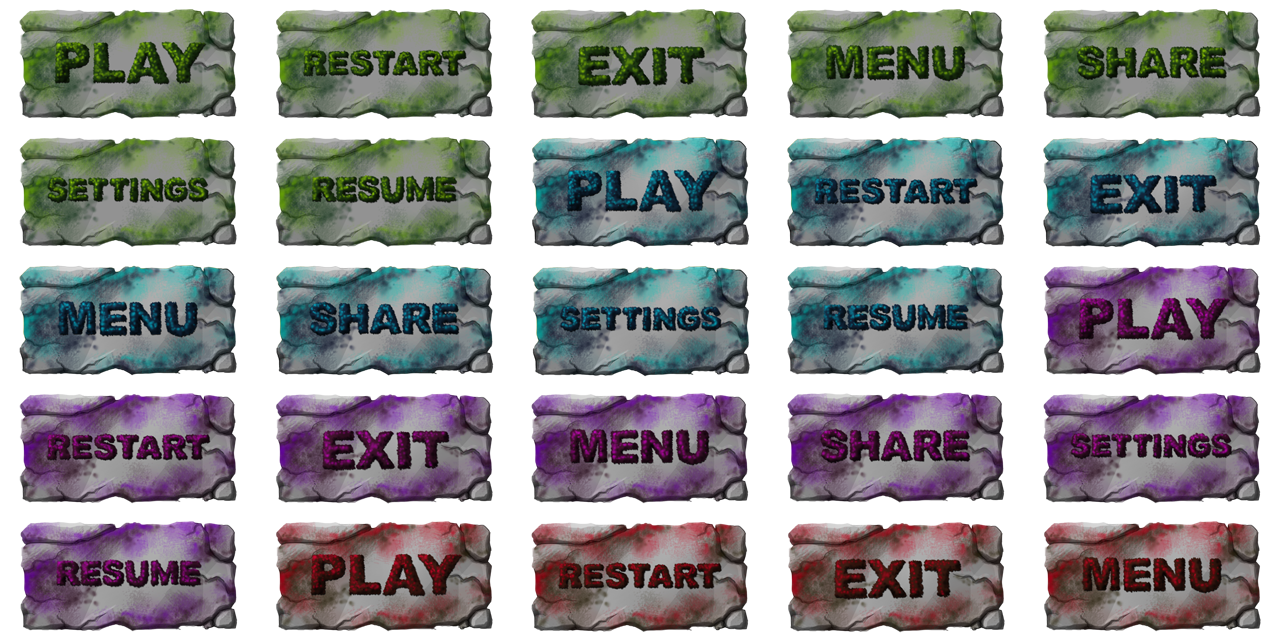 PLAY RESTART EXIT MENU SHARE
SETTINGS RESUME PLAY RESTART EXIT
MENU SHARE SETTINGS RESUME PLAY
RESTART EXIT MENU SHARE SETTINGS
RESUME PLAY RESTART EXIT MENU